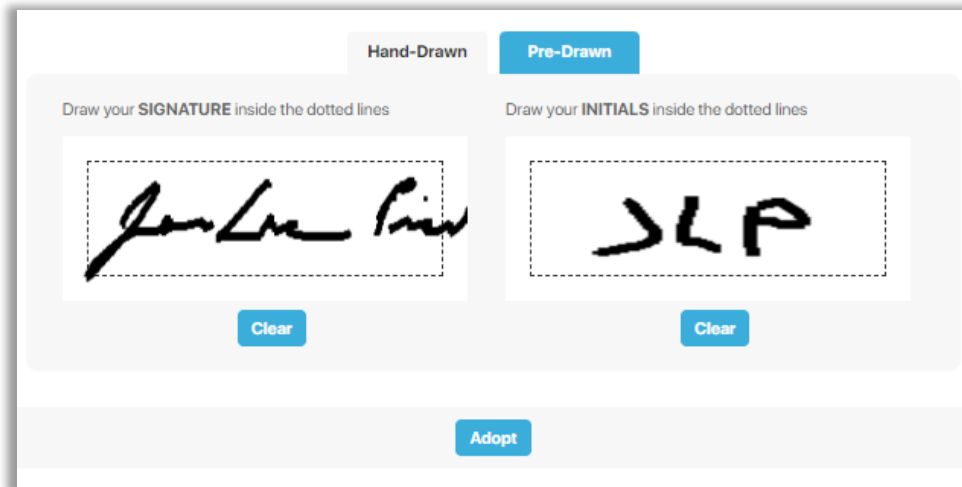 Hand-Drawn Pre-Drawn
Draw your SIGNATURE inside the dotted lines
Draw your INITIALS inside the dotted lines
JLP
Clear
Clear
Adopt